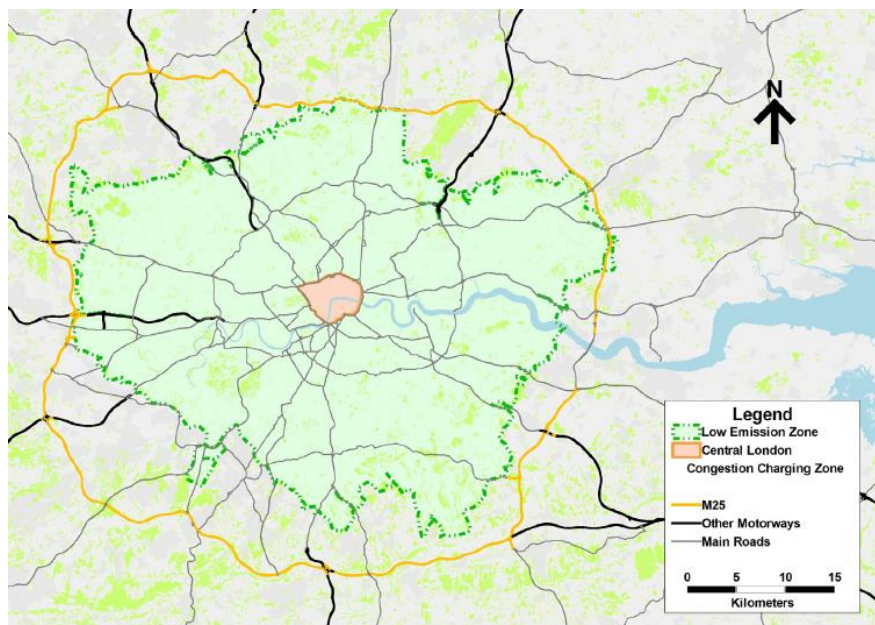 N
Legend
Low Emission Zone
Central London
Congestion Charging Zone
M25
Other Motorways
Main Roads
0 5 10 15
Kilometers